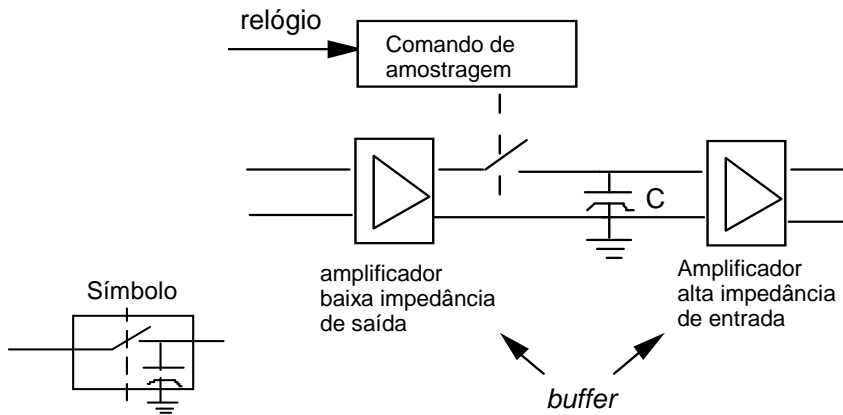 relógio
Comando de
amostragem
C
amplificador
baixa impedância
de saída
Amplificador
alta impedância
de entrada
Símbolo
buffer